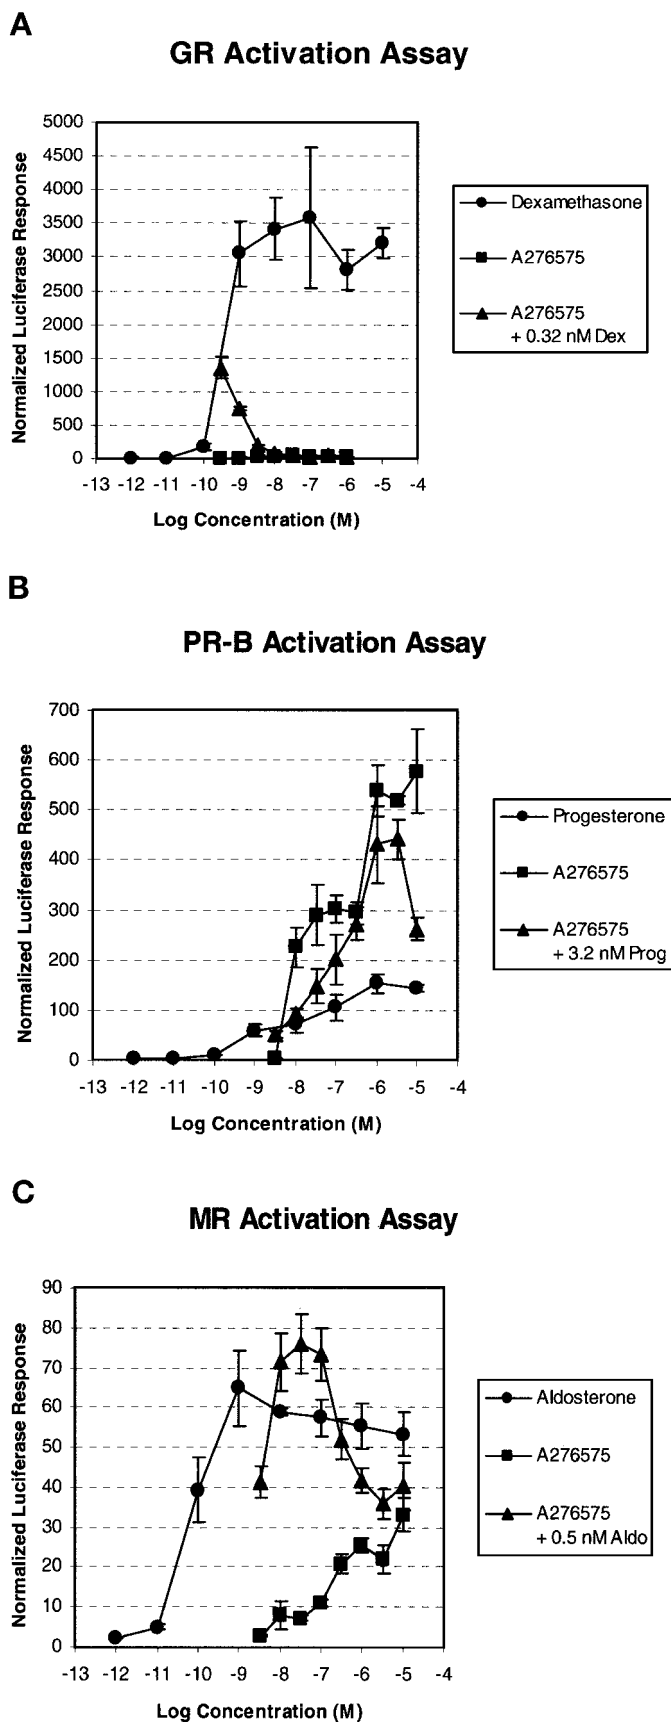 A
GR Activation Assay
Normalized Luciferase Response
5000
4500
4000
3500
3000
2500
2000
1500
1000
500
0
-13 -12 -11 -10 -9 -8 -7 -6 -5 -4
Log Concentration (M)
Dexamethasone
A276575
A276575
+ 0.32 nM Dex
B
PR-B Activation Assay
Normalized Luciferase Response
700
600
500
400
300
200
100
0
-13 -12 -11 -10 -9 -8 -7 -6 -5 -4
Log Concentration (M)
Progesterone
A276575
A276575
+ 3.2 nM Prog
C
MR Activation Assay
Normalized Luciferase Response
90
80
70
60
50
40
30
20
10
0
-13 -12 -11 -10 -9 -8 -7 -6 -5 -4
Log Concentration (M)
Aldosterone
A276575
A276575
+ 0.5 nM Aldo